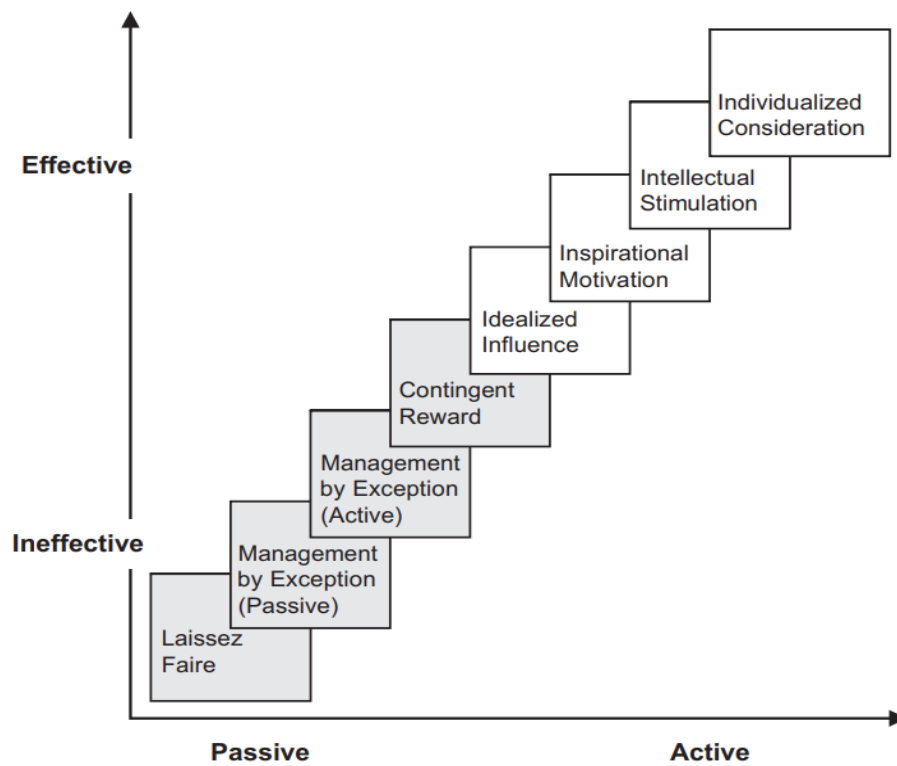 Individualized
Consideration
Effective
Intellectual
Stimulation
Inspirational
Motivation
Idealized
Influence
Contingent
Reward
Management
by Exception
(Active)
Ineffective
Management
by Exception
(Passive)
Laissez
Faire
Passive
Active